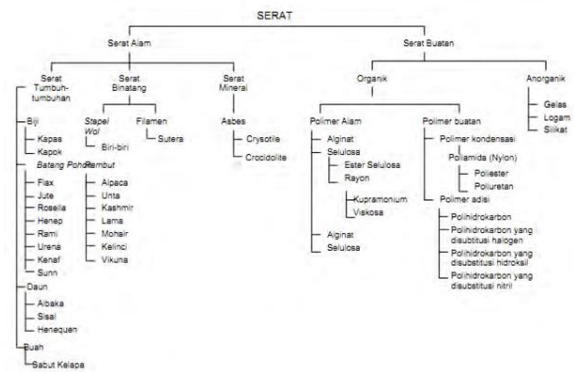 SERAT
Serat Alam
Serat Buatan
Serat
Tumbuh-
tumbuhan
Serat
Binatang
Serat
Mineral
Organik
Anorganik
Biji
Kapas
Kapok
Batang Pohon
Flax
Jute
Rosella
Henep
Rami
Urena
Kenaf
Sunn
Daun
Albaka
Sisal
Henequen
Buah
Sabut Kelapa
Stapel
Wol
Biri-biri
Rambut
Alpaca
Unta
Kashmir
Lama
Mohair
Kelinci
Vikuna
Filamen
Sutera
Asbes
Crysotile
Crocidolite
Polimer Alam
Alginat
Selulosa
Ester Selulosa
Rayon
Kupramonium
Viskosa
Alginat
Selulosa
Polimer buatan
Polimer kondensasi
Poliamida (Nylon)
Poliester
Poliuretan
Polimer adisi
Polihidrokarbon
Polihidrokarbon yang
disubtitusi halogen
Polihidrokarbon yang
disubstitusi hidroksil
Polihidrokarbon yang
disubstitusi nitril
Gelas
Logam
Silikat